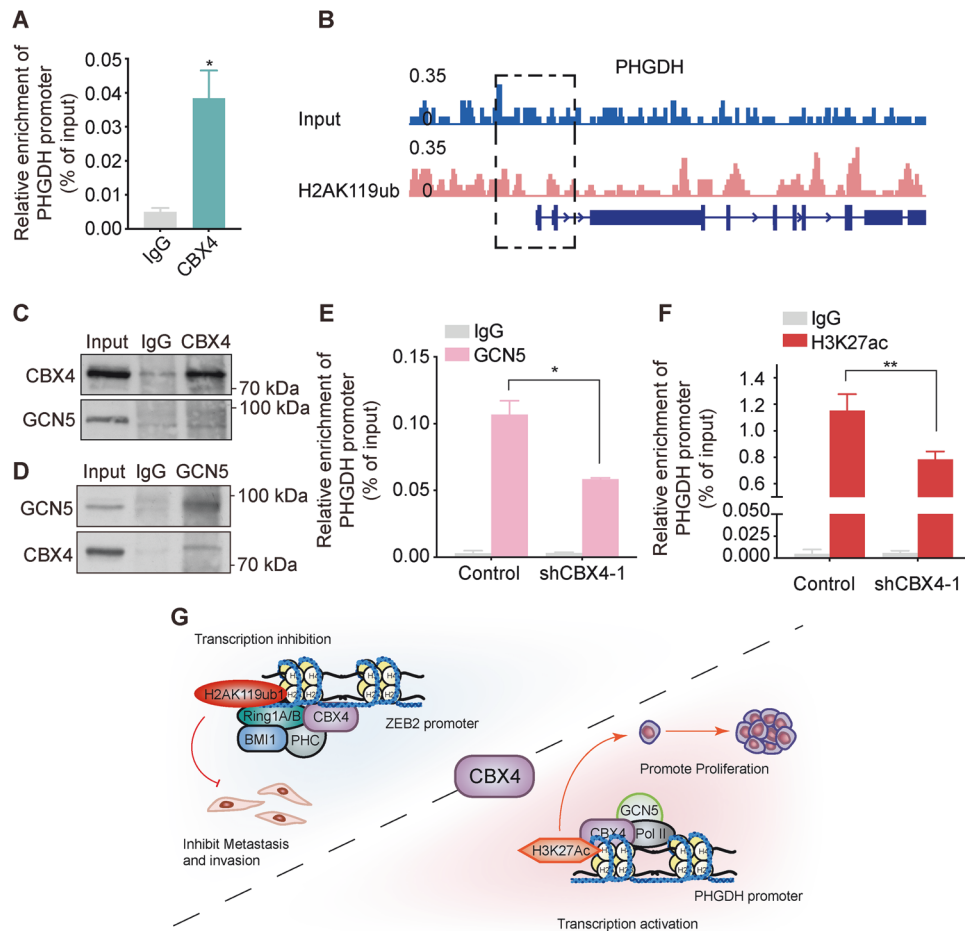 A
Relative enrichment of
PHGDH promoter
(% of input)
0.05
0.04
0.03
0.02
0.01
0.00
*
IgG
CBX4
B
PHGDH
0.35
Input
0
0.35
H2AK119ub
0
C
Input IgG CBX4
CBX4
70 kDa
100 kDa
GCN5
D
Input IgG GCN5
100 kDa
GCN5
CBX4
70 kDa
E
IgG
GCN5
Relative enrichment of
PHGDH promoter
(% of input)
0.15
0.10
0.05
0.00
*
Control shCBX4-1
F
IgG
H3K27ac
Relative enrichment of
PHGDH promoter
(% of input)
1.4
1.2
1.0
0.8
0.6
0.050
0.025
0.000
**
Control shCBX4-1
G
Transcription inhibition
H2AK119ub1
Ring1A/B
CBX4
BMI1
PHC
ZEB2 promoter
Inhibit Metastasis
and invasion
CBX4
Promote Proliferation
GCN5
CBX4
Pol II
H3K27Ac
PHGDH promoter
Transcription activation